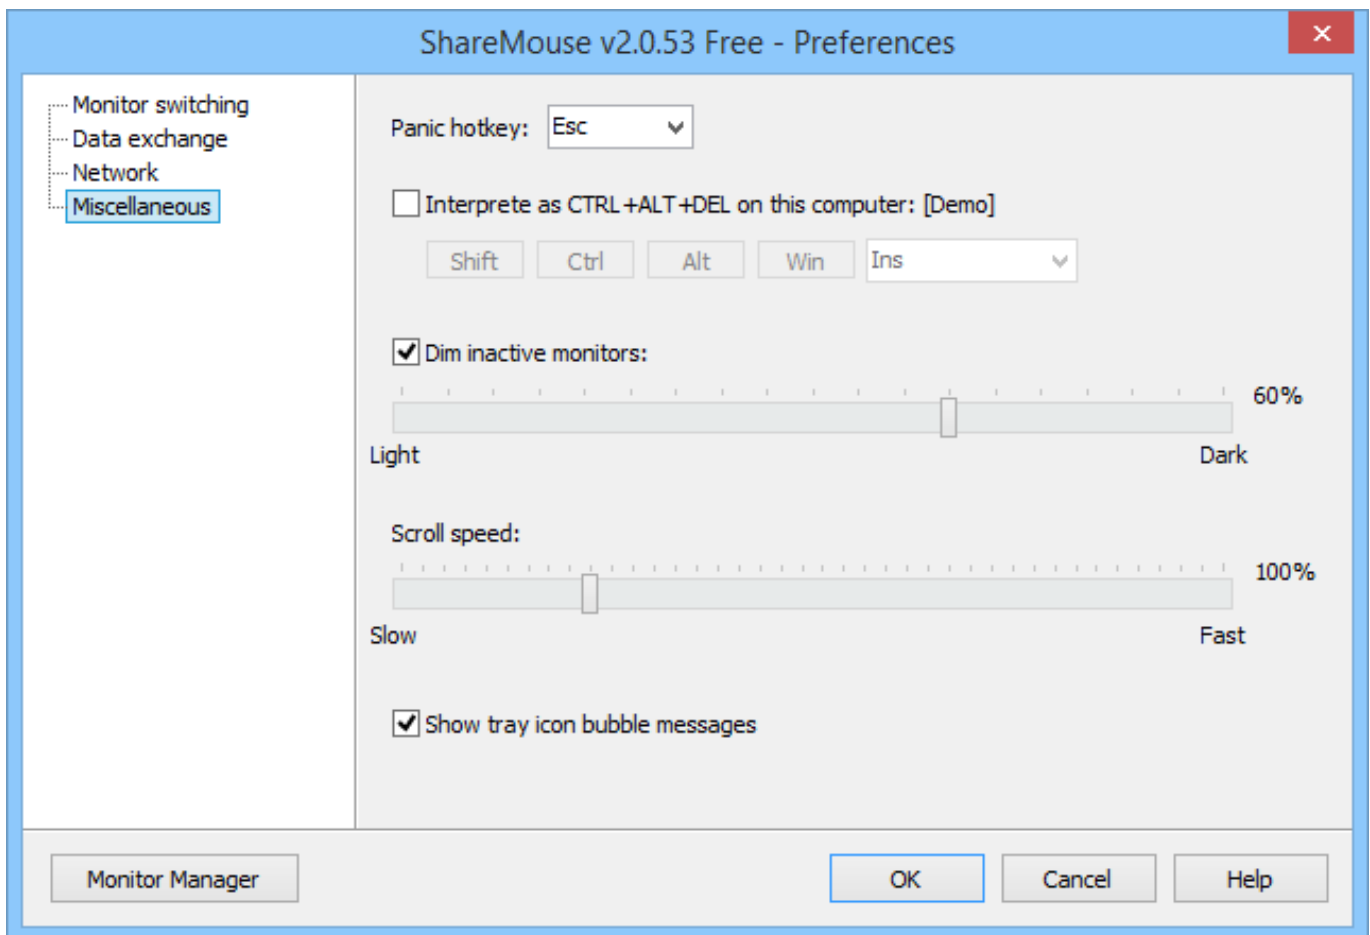 ShareMouse v2.0.53 Free - Preferences
Monitor switching
Data exchange
Network
Miscellaneous
Panic hotkey: Esc
Interprete as CTRL+ALT+DEL on this computer: [Demo]
Shift Ctrl Alt Win Ins
Dim inactive monitors:
60%
Light Dark
Scroll speed:
100%
Slow Fast
Show tray icon bubble messages
Monitor Manager OK Cancel Help